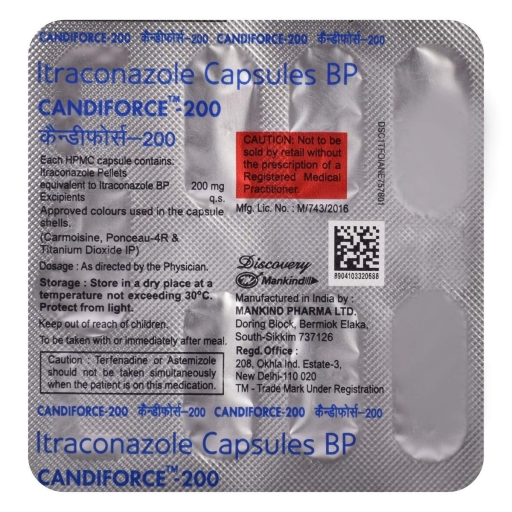 CANDIFORCE-200 कैन्डीफोर्स-200 CANDIFORCE-200 कैन्डीफोर्स-200
Itraconazole Capsules BP
CANDIFORCE™-200
कैन्डीफोर्स-200
Each HPMC capsule contains:
Itraconazole Pellets
equivalent to Itraconazole BP 200 mg
Excipients q.s.
Approved colours used in the capsule
shells.
(Carmoisine, Ponceau-4R &
Titanium Dioxide IP)
Dosage : As directed by the Physician.
Storage : Store in a dry place at a
temperature not exceeding 30°C.
Protect from light.
Keep out of reach of children.
To be taken with or immediately after meal.
Caution : Terfenadine or Astemizole
should not be taken simultaneously
when the patient is on this medication.
CAUTION: Not to be
sold by retail without
the prescription of a
Registered Medical
Practitioner.
Mfg. Lic. No. : M/743/2016
8904103320688
Discovery
Mankind
Manufactured in India by :
MANKIND PHARMA LTD.
Doring Block, Bermiok Elaka,
South-Sikkim 737126
Regd. Office :
208, Okhla Ind. Estate-3,
New Delhi-110 020
TM - Trade Mark Under Registration
CANDIFORCE-200 कैन्डीफोर्स-200 CANDIFORCE-200 कैन्डीफोर्स-200
Itraconazole Capsules BP
CANDIFORCE™-200